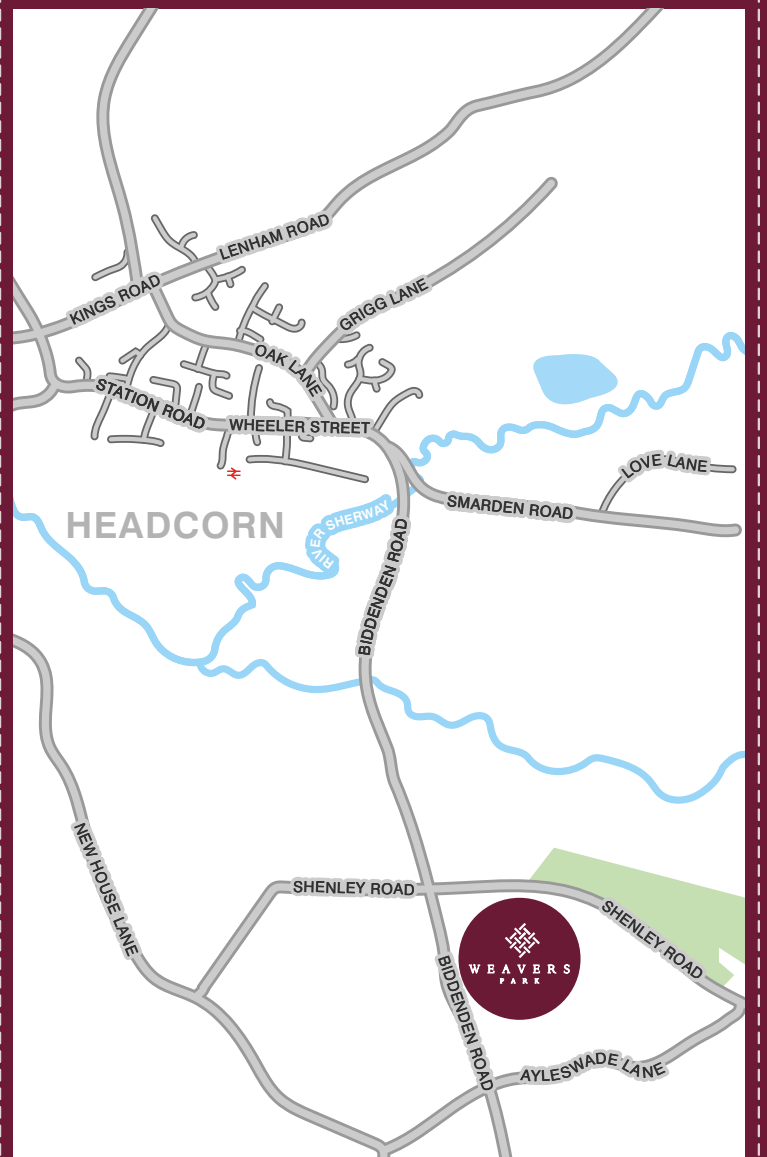 LENHAM ROAD
KINGS ROAD
GRIGG LANE
OAK LANE
STATION ROAD
WHEELER STREET
LOVE LANE
SMARDEN ROAD
HEADCORN
RIVER SHERWAY
BIDDENDEN ROAD
NEW HOUSE LANE
SHENLEY ROAD
SHENLEY ROAD
WEAVERS
PARK
BIDDENDEN ROAD
AYLESWADE LANE